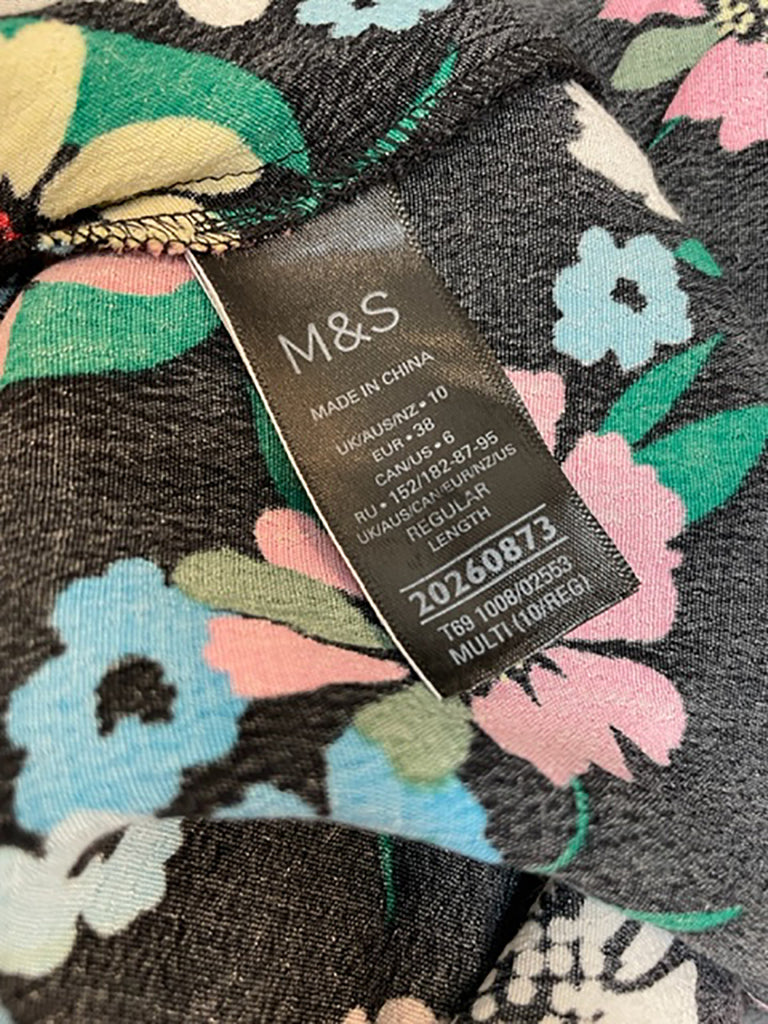 M&S
MADE IN CHINA
UK/AUS/NZ • 10
EUR • 38
CAN/US • 6
RU • 152/182-87-95
UK/AUS/CAN/EUR/NZ/US
REGULAR
LENGTH
20260873
T69 1008/02553
MULTI (10/REG)